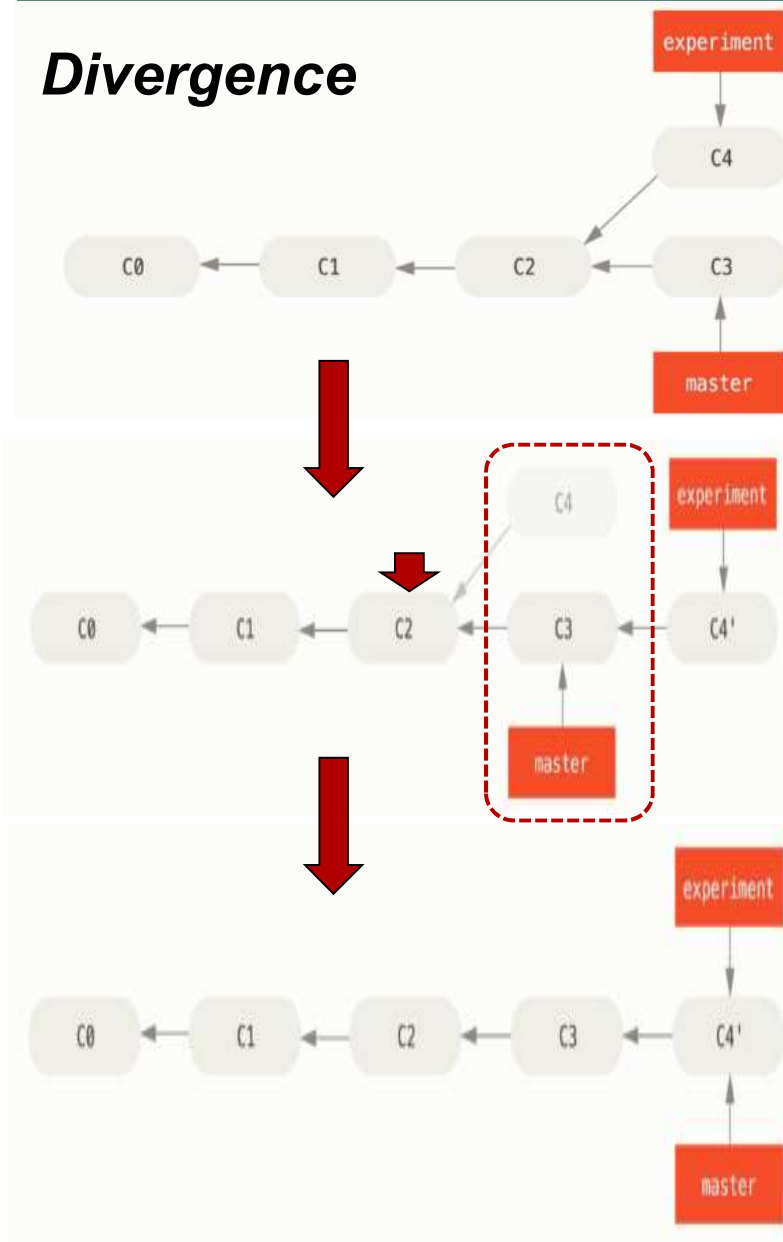 experiment
Divergence
C4
C0 C1 C2 C3
master
C4 experiment
C0 C1 C2 C3 C4'
master
experiment
C0 C1 C2 C3 C4'
master